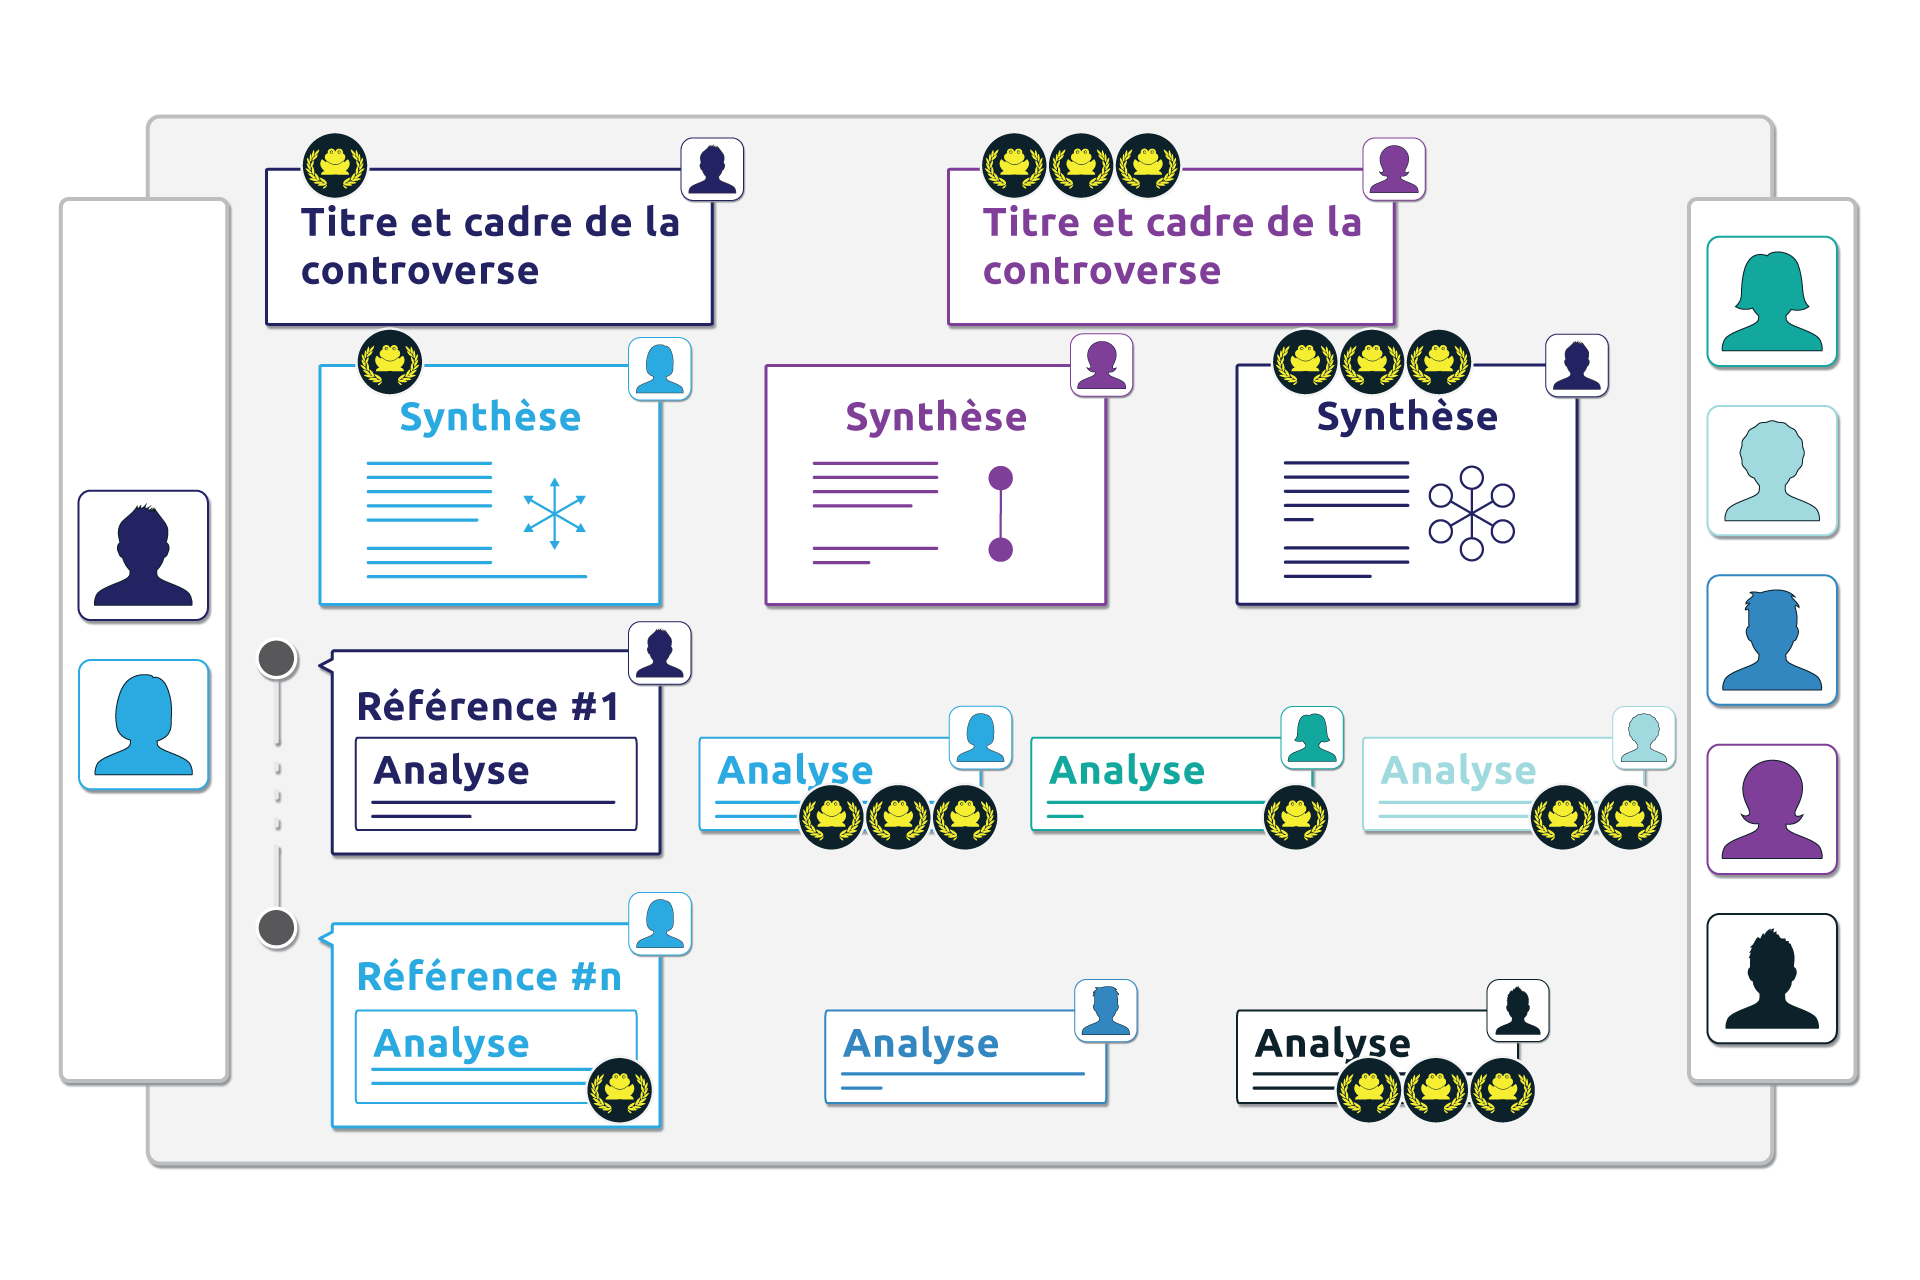 Titre et cadre de la
controverse
Titre et cadre de la
controverse
Synthèse
Synthèse
Synthèse
Référence #1
Analyse
Analyse
Analyse
Analyse
Référence #n
Analyse
Analyse
Analyse